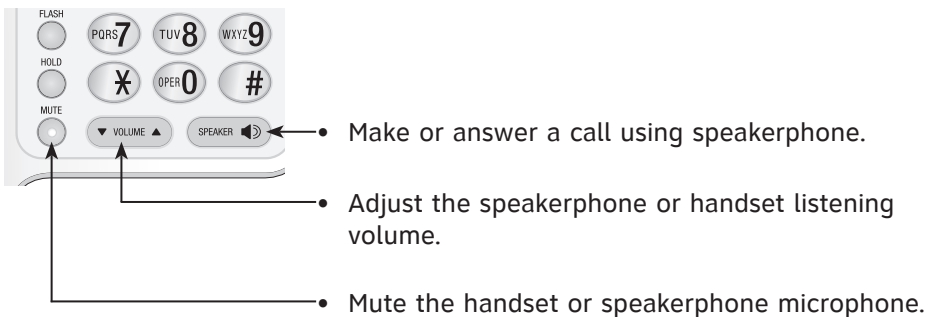 FLASH
PQRS7 TUV8 WXYZ9
HOLD
* OPER0 #
MUTE
▼ VOLUME ▲ SPEAKER
• Make or answer a call using speakerphone.
• Adjust the speakerphone or handset listening
volume.
• Mute the handset or speakerphone microphone.